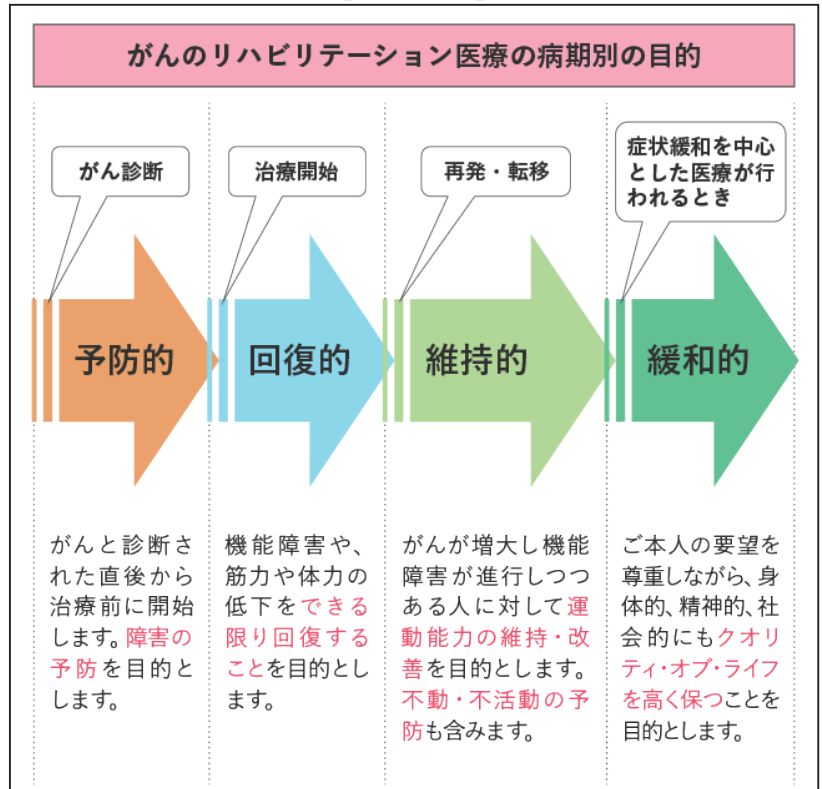 がんのリハビリテーション医療の病期別の目的
がん診断
治療開始
再発・転移
症状緩和を中心
とした医療が行
われるとき
予防的
回復的
維持的
緩和的
がんと診断さ
れた直後から
治療前に開始
します。障害の
予防を目的と
します。
機能障害や、
筋力や体力の
低下をできる
限り回復する
ことを目的とし
ます。
がんが増大し機能
障害が進行しつつ
ある人に対して運
動能力の維持・改
善を目的とします。
不動・不活動の予
防も含みます。
ご本人の要望を
尊重しながら、身
体的、精神的、社
会的にもクオリ
ティ・オブ・ライフ
を高く保つことを
目的とします。